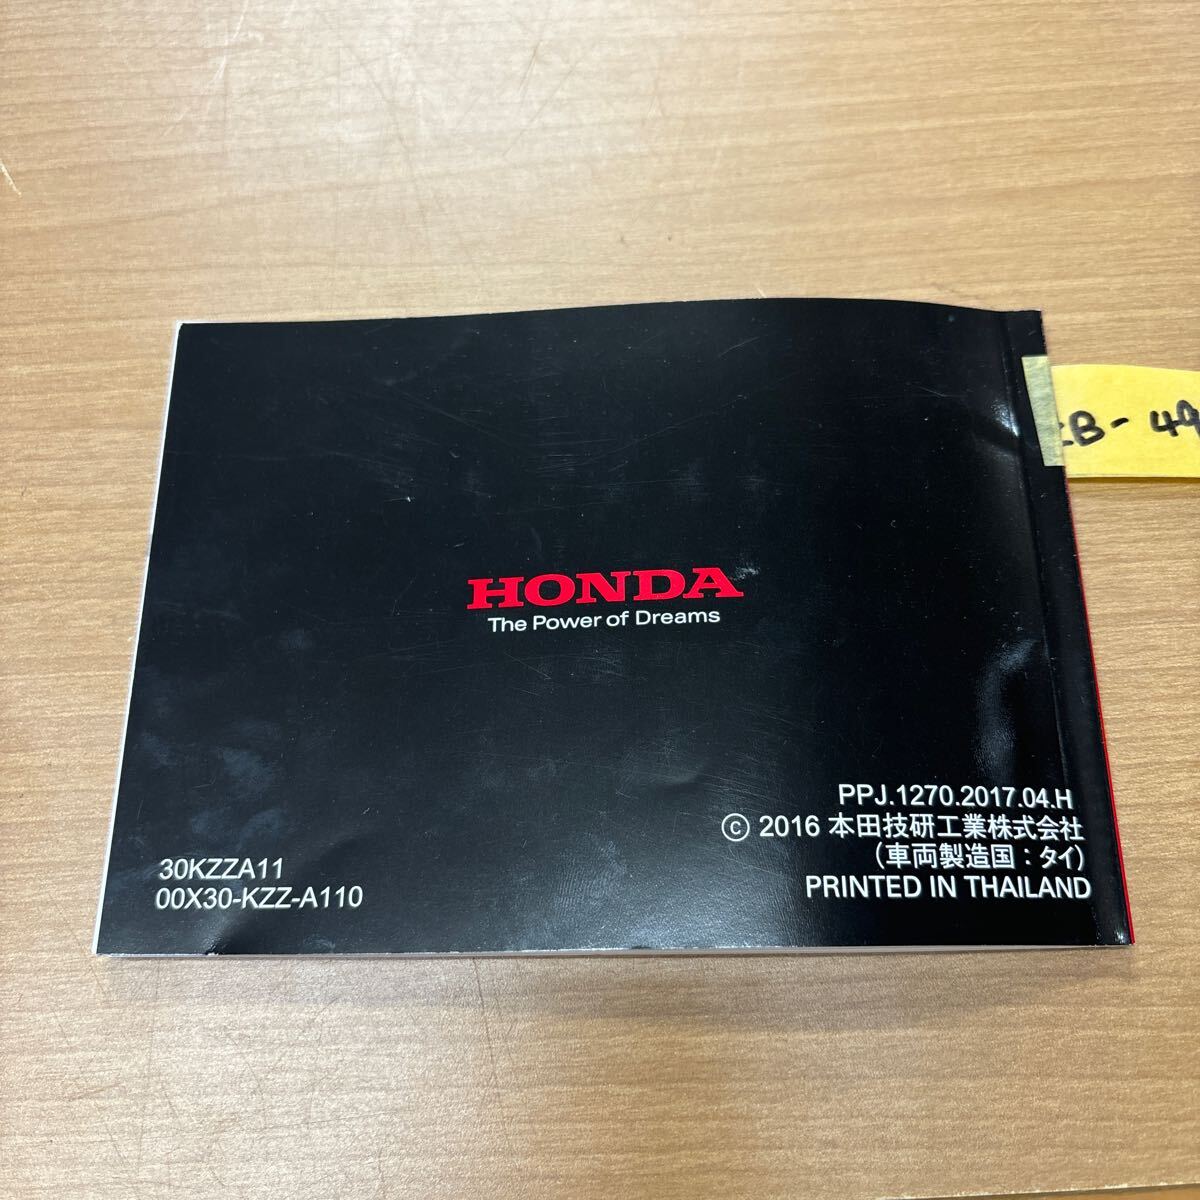 B-49
HONDA
The Power of Dreams
PPJ.1270.2017.04.H
© 2016 本田技研工業株式会社
(車両製造国：タイ)
PRINTED IN THAILAND
30KZZA11
00X30-KZZ-A110